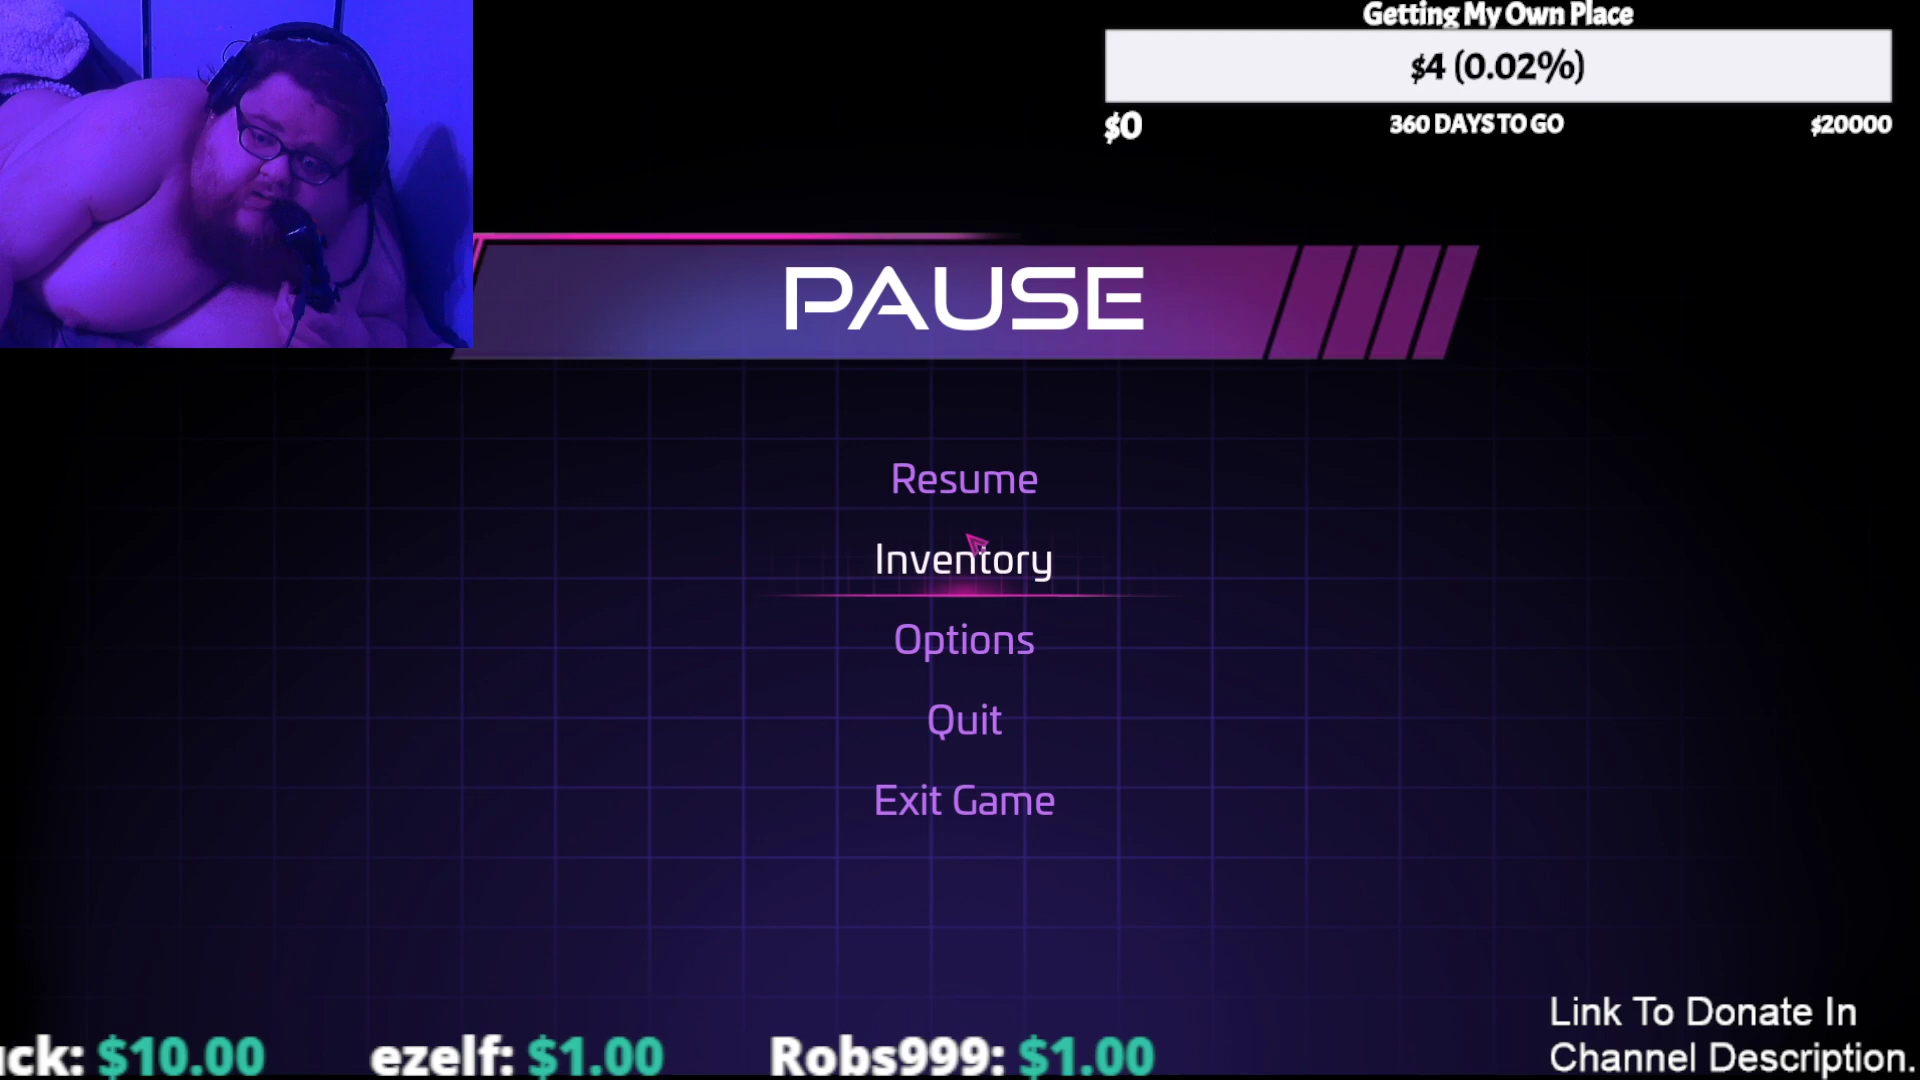 Getting My Own Place
$4 (0.02%)
$0 360 DAYS TO GO $20000
PAUSE
Resume
Inventory
Options
Quit
Exit Game
Link To Donate In
Channel Description.
ck: $10.00 ezelf: $1.00 Robs999: $1.00